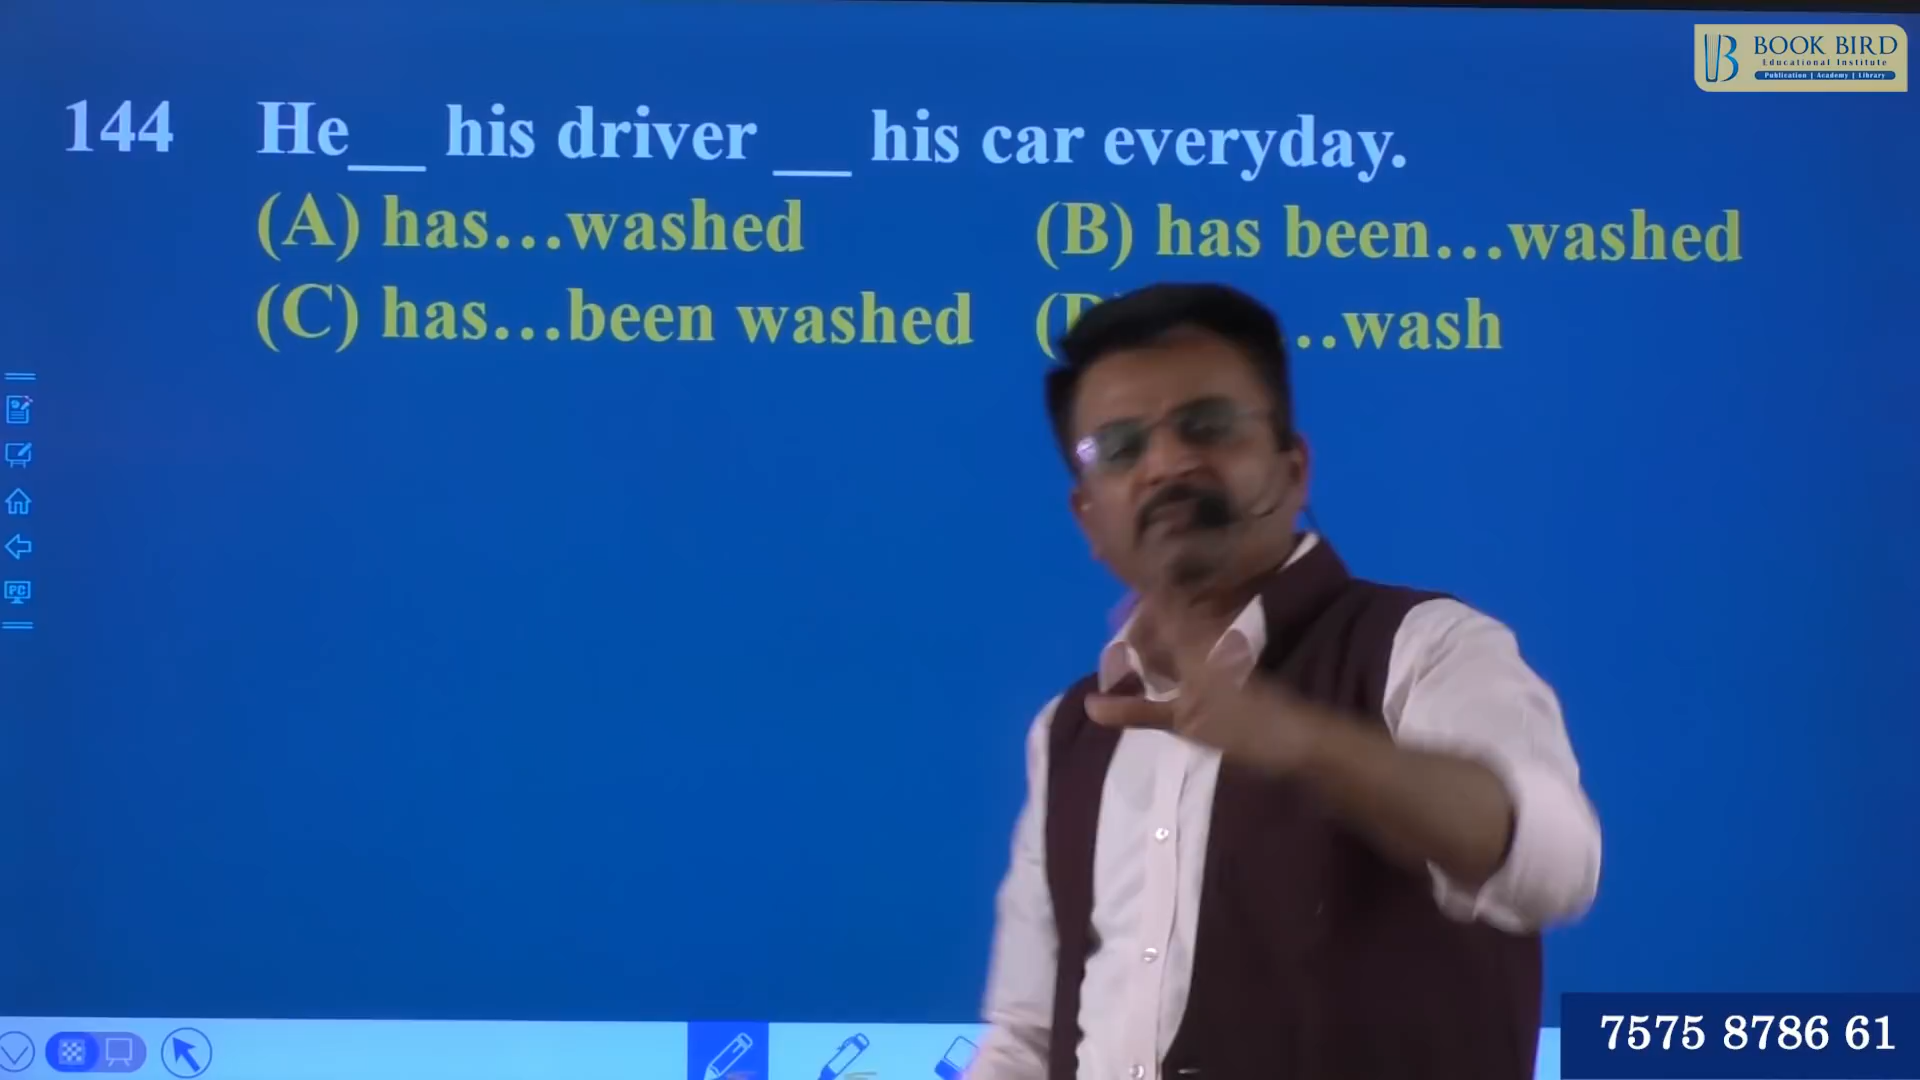 BOOK BIRD
Educational Institute
Publication | Academy | Library
144 He__ his driver __ his car everyday.
(A) has...washed (B) has been...washed
(C) has...been washed (D ...wash
PC
7575 8786 61